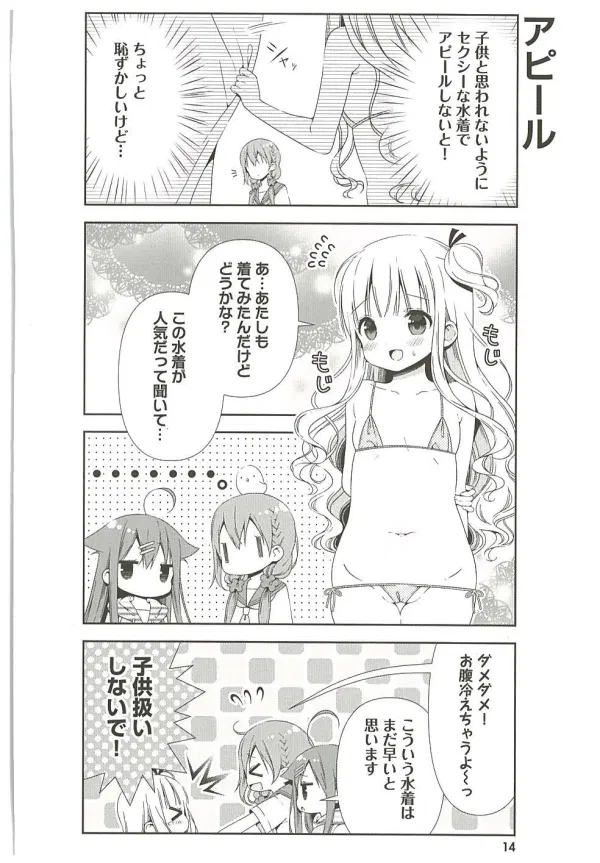 アピール
子供と思われないように
セクシーな水着で
アピールしないと!
ちょっと
恥ずかしいけど…
もじ
もじ
あ…あたしも
着てみたんだけど
どうかな?
この水着が
人気だって聞いて…
ダメダメ!
お腹冷えちゃうよ〜っ
こういう水着は
まだ早いと
思います
子供扱い
しないで!
14